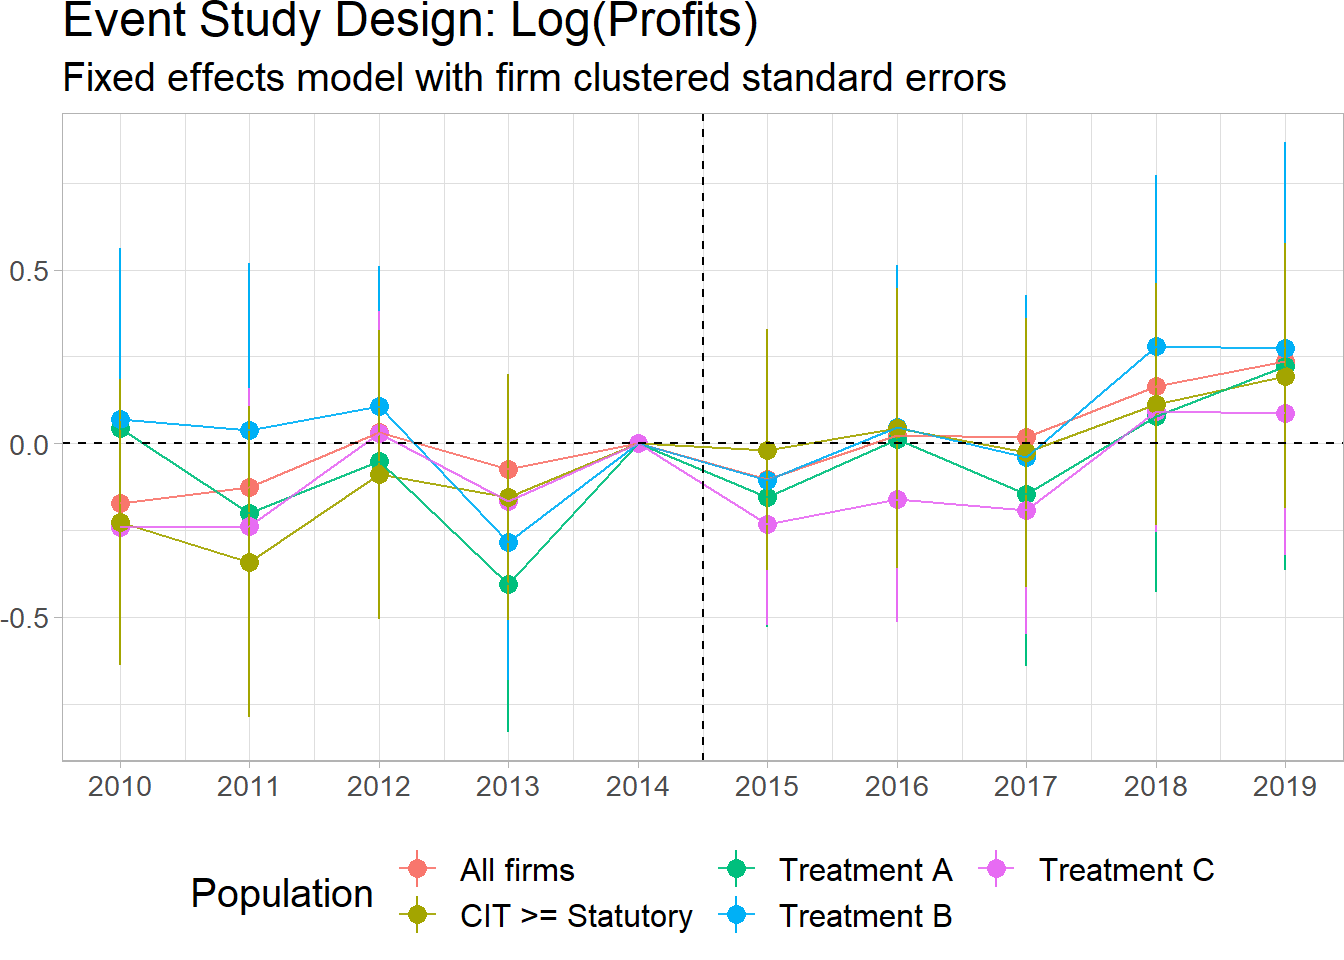 Event Study Design: Log(Profits)
Fixed effects model with firm clustered standard errors
0.5
0.0
-0.5
2010 2011 2012 2013 2014 2015 2016 2017 2018 2019
Population
All firms
CIT >= Statutory
Treatment A
Treatment B
Treatment C